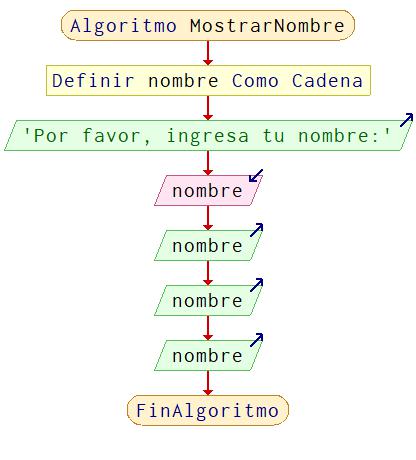 Algoritmo MostrarNombre
Definir nombre Como Cadena
'Por favor, ingresa tu nombre:'
nombre
nombre
nombre
nombre
FinAlgoritmo